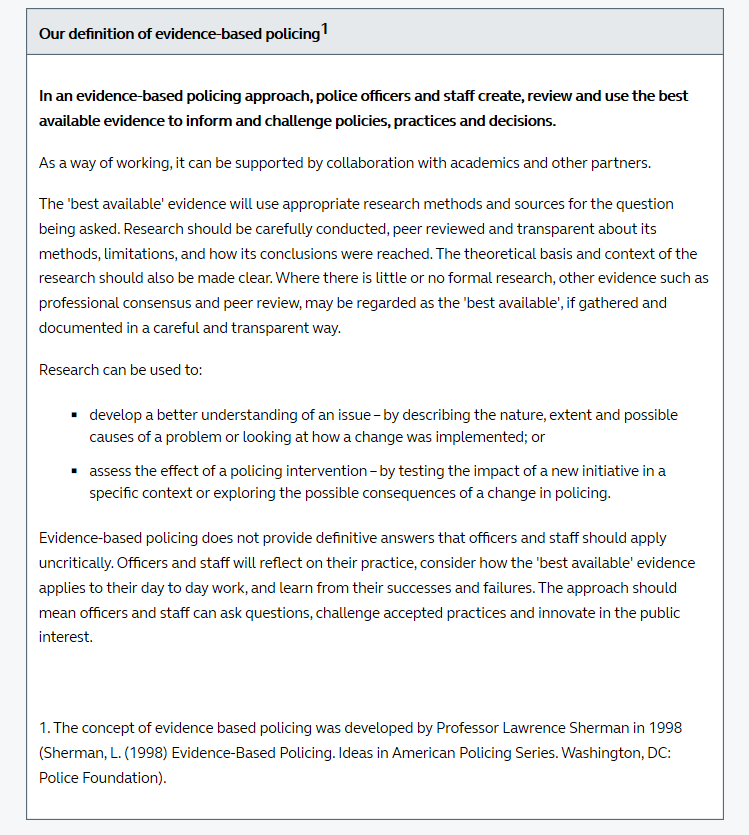 Our definition of evidence-based policing1
In an evidence-based policing approach, police officers and staff create, review and use the best
available evidence to inform and challenge policies, practices and decisions.
As a way of working, it can be supported by collaboration with academics and other partners.
The 'best available' evidence will use appropriate research methods and sources for the question
being asked. Research should be carefully conducted, peer reviewed and transparent about its
methods, limitations, and how its conclusions were reached. The theoretical basis and context of the
research should also be made clear. Where there is little or no formal research, other evidence such as
professional consensus and peer review, may be regarded as the 'best available', if gathered and
documented in a careful and transparent way.
Research can be used to:
▪ develop a better understanding of an issue – by describing the nature, extent and possible
causes of a problem or looking at how a change was implemented; or
▪ assess the effect of a policing intervention – by testing the impact of a new initiative in a
specific context or exploring the possible consequences of a change in policing.
Evidence-based policing does not provide definitive answers that officers and staff should apply
uncritically. Officers and staff will reflect on their practice, consider how the 'best available' evidence
applies to their day to day work, and learn from their successes and failures. The approach should
mean officers and staff can ask questions, challenge accepted practices and innovate in the public
interest.
1. The concept of evidence based policing was developed by Professor Lawrence Sherman in 1998
(Sherman, L. (1998) Evidence-Based Policing. Ideas in American Policing Series. Washington, DC:
Police Foundation).